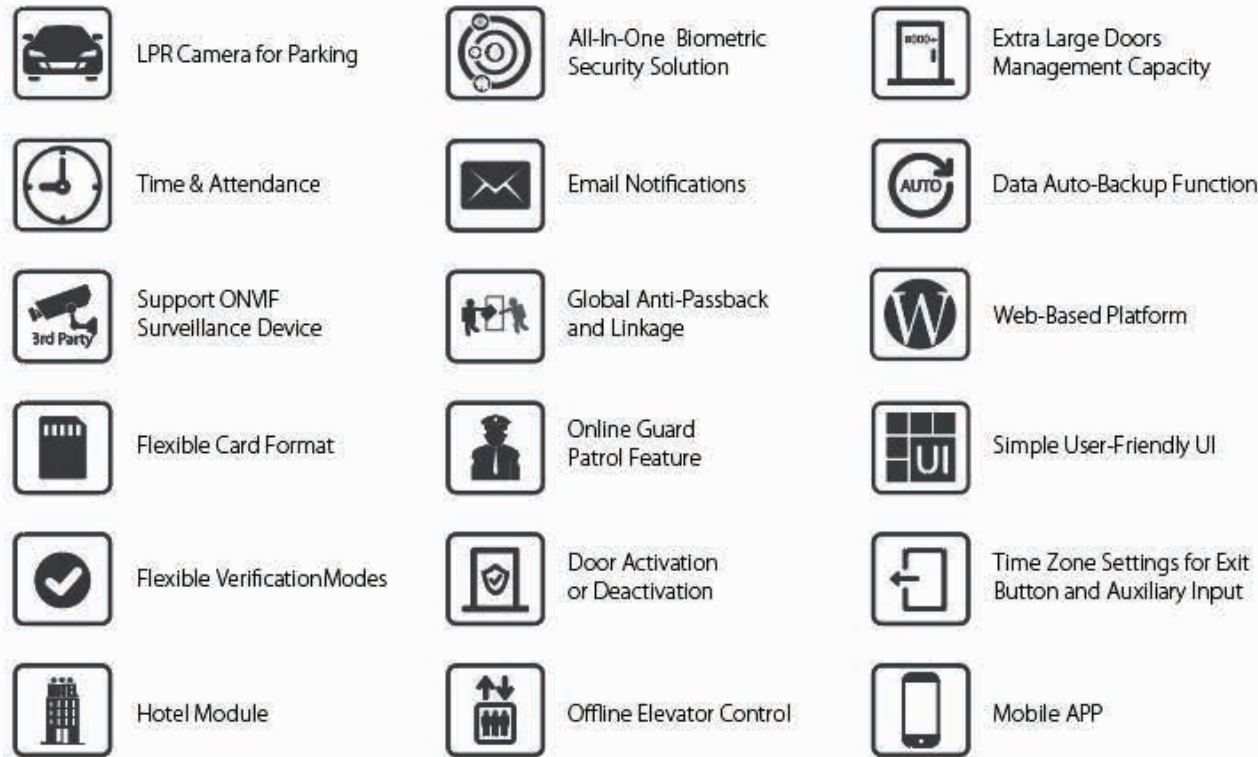 LPR Camera for Parking
All-In-One Biometric
Security Solution
Extra Large Doors
Management Capacity
Time & Attendance
Email Notifications
AUTO
Data Auto-Backup Function
3rd Party
Support ONVIF
Surveillance Device
Global Anti-Passback
and Linkage
W
Web-Based Platform
Flexible Card Format
Online Guard
Patrol Feature
UI
Simple User-Friendly UI
Flexible VerificationModes
Door Activation
or Deactivation
Time Zone Settings for Exit
Button and Auxiliary Input
HOTEL
Hotel Module
Offline Elevator Control
Mobile APP